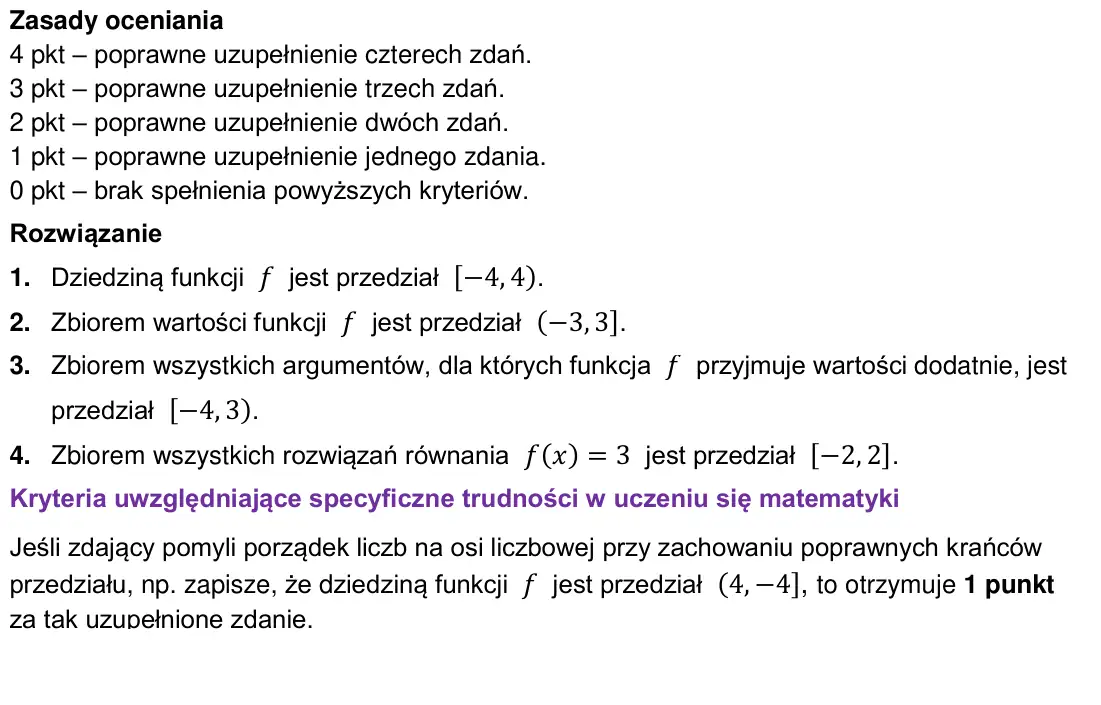 Zasady oceniania
4 pkt – poprawne uzupełnienie czterech zdań.
3 pkt – poprawne uzupełnienie trzech zdań.
2 pkt – poprawne uzupełnienie dwóch zdań.
1 pkt – poprawne uzupełnienie jednego zdania.
0 pkt – brak spełnienia powyższych kryteriów.
Rozwiązanie
1. Dziedziną funkcji f jest przedział [−4, 4).
2. Zbiorem wartości funkcji f jest przedział (−3, 3].
3. Zbiorem wszystkich argumentów, dla których funkcja f przyjmuje wartości dodatnie, jest
przedział [−4, 3).
4. Zbiorem wszystkich rozwiązań równania f(x) = 3 jest przedział [−2, 2].
Kryteria uwzględniające specyficzne trudności w uczeniu się matematyki
Jeśli zdający pomyli porządek liczb na osi liczbowej przy zachowaniu poprawnych krańców
przedziału, np. zapisze, że dziedziną funkcji f jest przedział (4, −4], to otrzymuje 1 punkt
za tak uzupełnione zdanie.